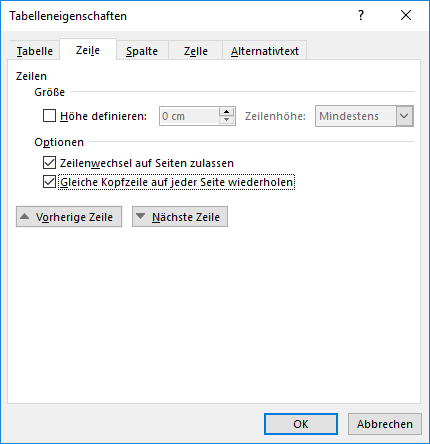 Tabelleneigenschaften ?
Tabelle Zeile Spalte Zelle Alternativtext
Zeilen
Größe
Höhe definieren: 0 cm Zeilenhöhe: Mindestens
Optionen
Zeilenwechsel auf Seiten zulassen
Gleiche Kopfzeile auf jeder Seite wiederholen
Vorherige Zeile Nächste Zeile
OK Abbrechen